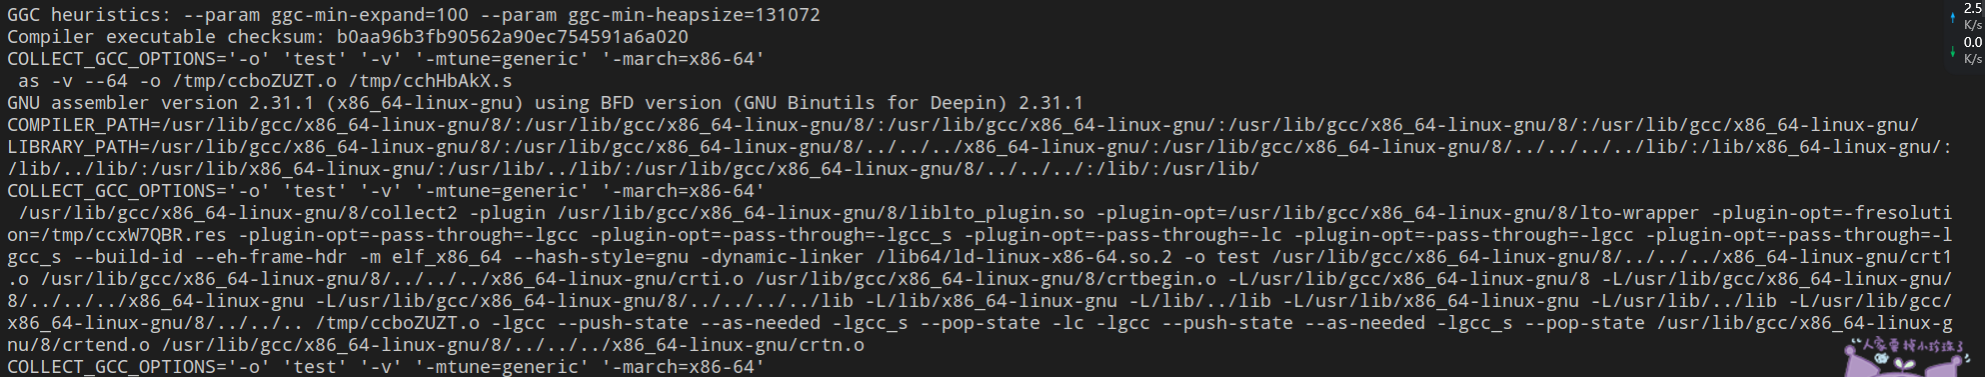 GGC heuristics: --param ggc-min-expand=100 --param ggc-min-heapsize=131072
Compiler executable checksum: b0aa96b3fb90562a90ec754591a6a020
COLLECT_GCC_OPTIONS='-o' 'test' '-v' '-mtune=generic' '-march=x86-64'
 as -v --64 -o /tmp/ccboZUZT.o /tmp/cchHbAkX.s
GNU assembler version 2.31.1 (x86_64-linux-gnu) using BFD version (GNU Binutils for Deepin) 2.31.1
COMPILER_PATH=/usr/lib/gcc/x86_64-linux-gnu/8/:/usr/lib/gcc/x86_64-linux-gnu/8/:/usr/lib/gcc/x86_64-linux-gnu/:/usr/lib/gcc/x86_64-linux-gnu/8/:/usr/lib/gcc/x86_64-linux-gnu/
LIBRARY_PATH=/usr/lib/gcc/x86_64-linux-gnu/8/:/usr/lib/gcc/x86_64-linux-gnu/8/../../../x86_64-linux-gnu/:/usr/lib/gcc/x86_64-linux-gnu/8/../../../../lib/:/lib/x86_64-linux-gnu/:
/lib/../lib/:/usr/lib/x86_64-linux-gnu/:/usr/lib/../lib/:/usr/lib/gcc/x86_64-linux-gnu/8/../../../:/lib/:/usr/lib/
COLLECT_GCC_OPTIONS='-o' 'test' '-v' '-mtune=generic' '-march=x86-64'
 /usr/lib/gcc/x86_64-linux-gnu/8/collect2 -plugin /usr/lib/gcc/x86_64-linux-gnu/8/liblto_plugin.so -plugin-opt=/usr/lib/gcc/x86_64-linux-gnu/8/lto-wrapper -plugin-opt=-fresoluti
on=/tmp/ccxW7QBR.res -plugin-opt=-pass-through=-lgcc -plugin-opt=-pass-through=-lgcc_s -plugin-opt=-pass-through=-lc -plugin-opt=-pass-through=-lgcc -plugin-opt=-pass-through=-l
gcc_s --build-id --eh-frame-hdr -m elf_x86_64 --hash-style=gnu -dynamic-linker /lib64/ld-linux-x86-64.so.2 -o test /usr/lib/gcc/x86_64-linux-gnu/8/../../../x86_64-linux-gnu/crt1
.o /usr/lib/gcc/x86_64-linux-gnu/8/../../../x86_64-linux-gnu/crti.o /usr/lib/gcc/x86_64-linux-gnu/8/crtbegin.o -L/usr/lib/gcc/x86_64-linux-gnu/8 -L/usr/lib/gcc/x86_64-linux-gnu/
8/../../../x86_64-linux-gnu -L/usr/lib/gcc/x86_64-linux-gnu/8/../../../../lib -L/lib/x86_64-linux-gnu -L/lib/../lib -L/usr/lib/x86_64-linux-gnu -L/usr/lib/../lib -L/usr/lib/gcc/
x86_64-linux-gnu/8/../../.. /tmp/ccboZUZT.o -lgcc --push-state --as-needed -lgcc_s --pop-state -lc -lgcc --push-state --as-needed -lgcc_s --pop-state /usr/lib/gcc/x86_64-linux-g
nu/8/crtend.o /usr/lib/gcc/x86_64-linux-gnu/8/../../../x86_64-linux-gnu/crtn.o
COLLECT_GCC_OPTIONS='-o' 'test' '-v' '-mtune=generic' '-march=x86-64'
2.5
K/s
0.0
K/s
人家要找小珍珠了